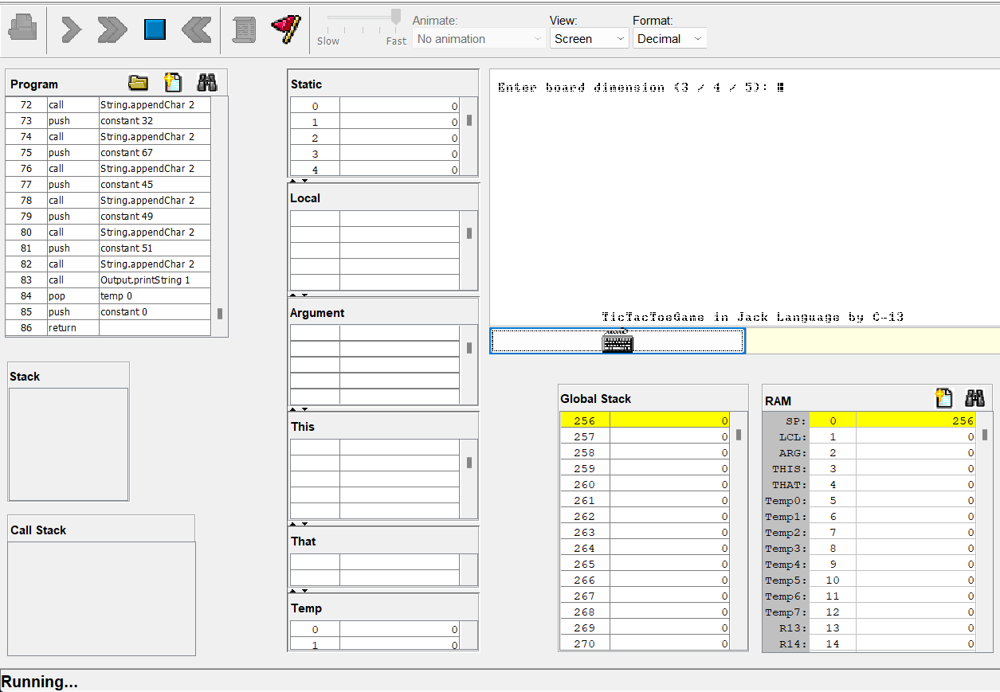 Slow Fast
Animate:
No animation
View:
Screen
Format:
Decimal
Program
72 call String.appendChar 2
73 push constant 32
74 call String.appendChar 2
75 push constant 67
76 call String.appendChar 2
77 push constant 45
78 call String.appendChar 2
79 push constant 49
80 call String.appendChar 2
81 push constant 51
82 call String.appendChar 2
83 call Output.printString 1
84 pop temp 0
85 push constant 0
86 return
Stack
Call Stack
Static
0 0
1 0
2 0
3 0
4 0
Local
Argument
This
That
Temp
0 0
1 0
Enter board dimension (3 / 4 / 5):
TicTacToeGame in Jack Language by C-13
Global Stack
256 0
257 0
258 0
259 0
260 0
261 0
262 0
263 0
264 0
265 0
266 0
267 0
268 0
269 0
270 0
RAM
SP: 0 256
LCL: 1 0
ARG: 2 0
THIS: 3 0
THAT: 4 0
Temp0: 5 0
Temp1: 6 0
Temp2: 7 0
Temp3: 8 0
Temp4: 9 0
Temp5: 10 0
Temp6: 11 0
Temp7: 12 0
R13: 13 0
R14: 14 0
Running...